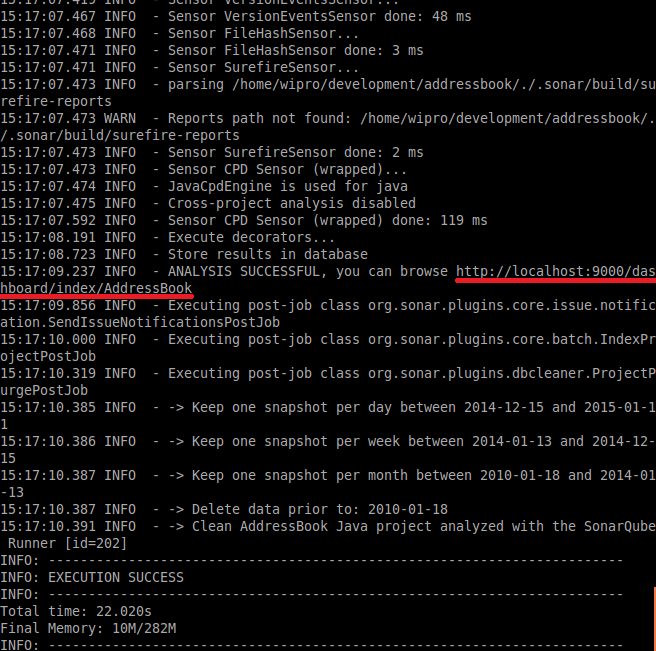 15:17:07.419 INFO  - Sensor VersionEventsSensor...
15:17:07.467 INFO  - Sensor VersionEventsSensor done: 48 ms
15:17:07.468 INFO  - Sensor FileHashSensor...
15:17:07.471 INFO  - Sensor FileHashSensor done: 3 ms
15:17:07.471 INFO  - Sensor SurefireSensor...
15:17:07.473 INFO  - parsing /home/wipro/development/addressbook/./.sonar/build/su
refire-reports
15:17:07.473 WARN  - Reports path not found: /home/wipro/development/addressbook/.
/.sonar/build/surefire-reports
15:17:07.473 INFO  - Sensor SurefireSensor done: 2 ms
15:17:07.473 INFO  - Sensor CPD Sensor (wrapped)...
15:17:07.474 INFO  - JavaCpdEngine is used for java
15:17:07.475 INFO  - Cross-project analysis disabled
15:17:07.592 INFO  - Sensor CPD Sensor (wrapped) done: 119 ms
15:17:08.191 INFO  - Execute decorators...
15:17:08.723 INFO  - Store results in database
15:17:09.237 INFO  - ANALYSIS SUCCESSFUL, you can browse http://localhost:9000/das
hboard/index/AddressBook
15:17:09.856 INFO  - Executing post-job class org.sonar.plugins.core.issue.notific
ation.SendIssueNotificationsPostJob
15:17:10.000 INFO  - Executing post-job class org.sonar.plugins.core.batch.IndexPr
ojectPostJob
15:17:10.319 INFO  - Executing post-job class org.sonar.plugins.dbcleaner.ProjectP
urgePostJob
15:17:10.385 INFO  - -> Keep one snapshot per day between 2014-12-15 and 2015-01-1
1
15:17:10.386 INFO  - -> Keep one snapshot per week between 2014-01-13 and 2014-12-
15
15:17:10.387 INFO  - -> Keep one snapshot per month between 2010-01-18 and 2014-01
-13
15:17:10.387 INFO  - -> Delete data prior to: 2010-01-18
15:17:10.391 INFO  - -> Clean AddressBook Java project analyzed with the SonarQube
 Runner [id=202]
INFO: ------------------------------------------------------------------------
INFO: EXECUTION SUCCESS
INFO: ------------------------------------------------------------------------
Total time: 22.020s
Final Memory: 10M/282M
INFO: ------------------------------------------------------------------------